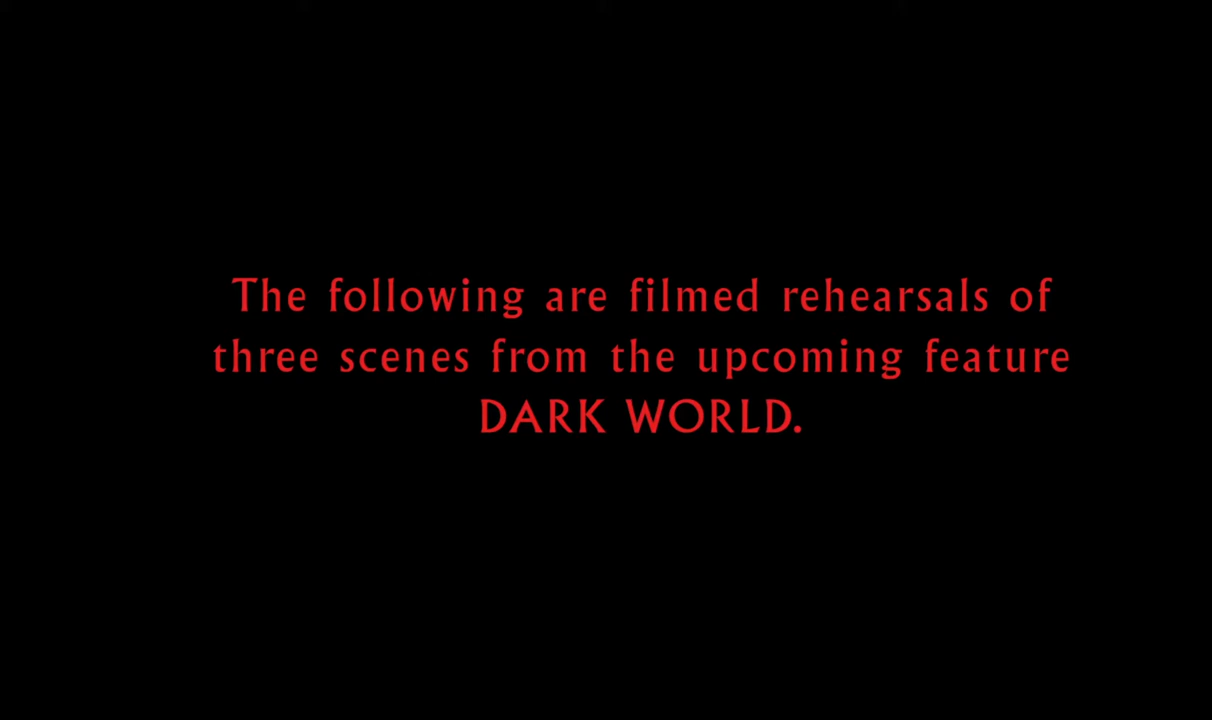 The following are filmed rehearsals of
three scenes from the upcoming feature
DARK WORLD.